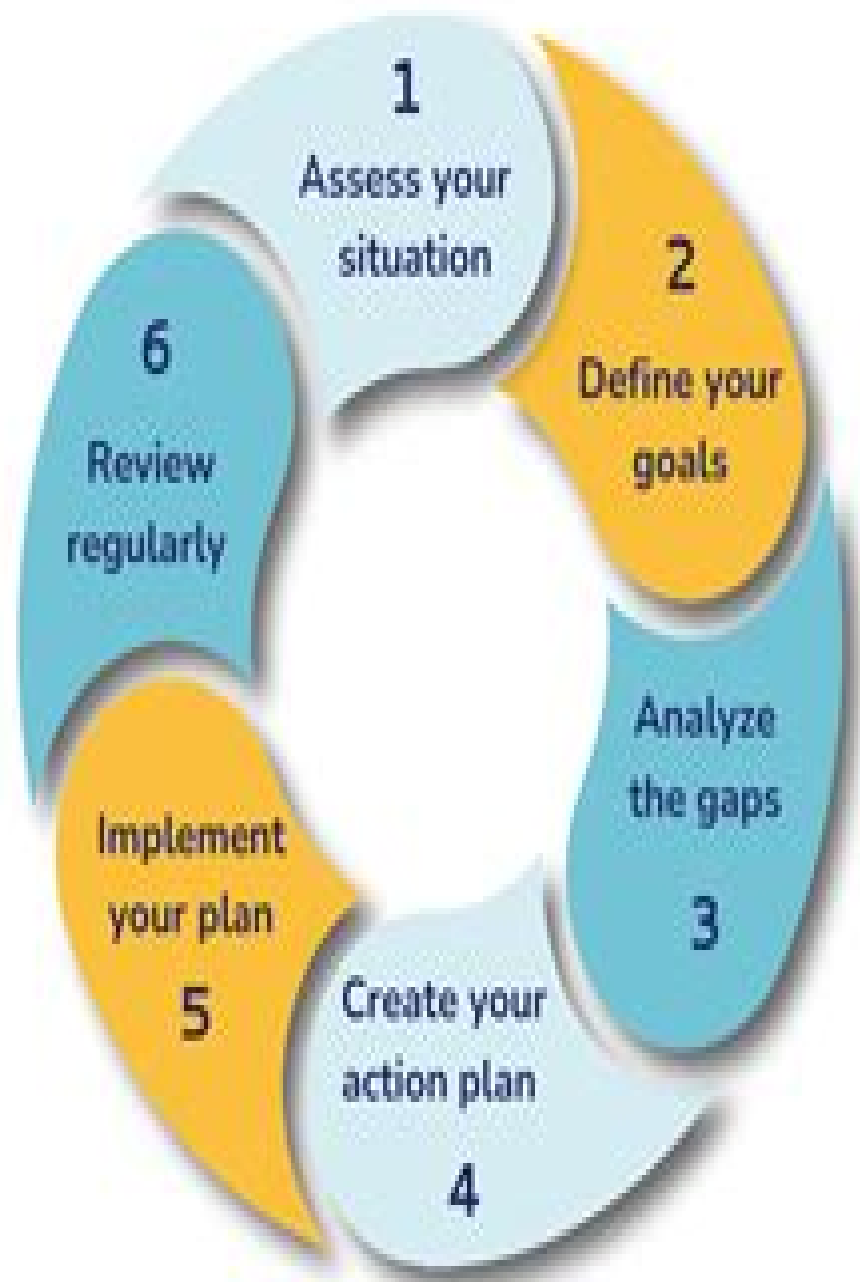 1
Assess your
situation
2
Define your
goals
Analyze
the gaps
3
Create your
action plan
4
Implement
your plan
5
6
Review
regularly